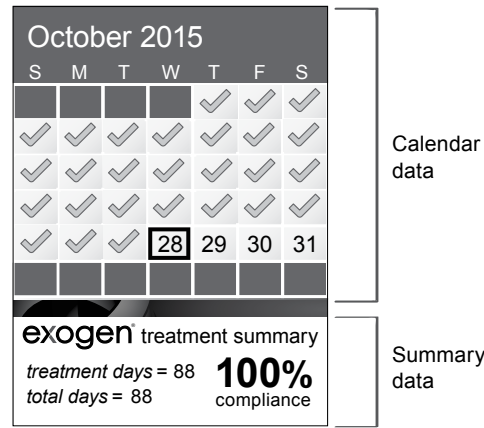 October 2015
S M T W T F S
28 29 30 31
exogen® treatment summary
treatment days = 88
total days = 88
100%
compliance
Calendar
data
Summary
data